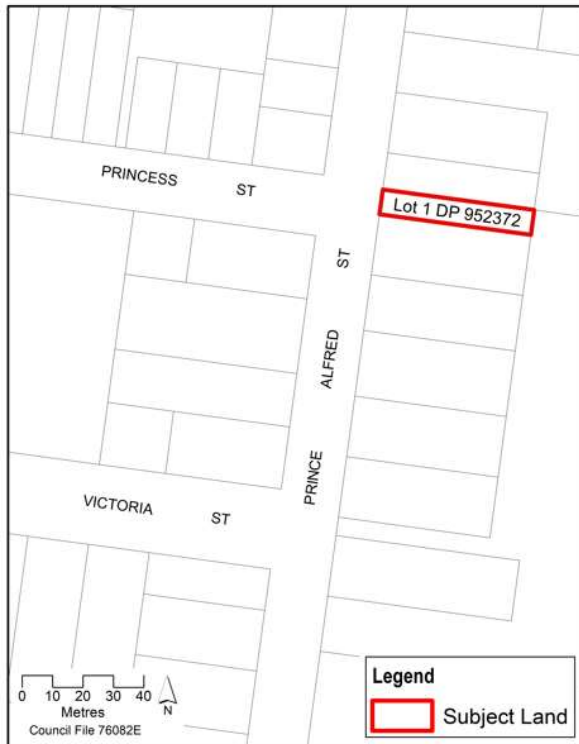 PRINCESS ST
Lot 1 DP 952372
PRINCE ALFRED ST
VICTORIA ST
0 10 20 30 40
Metres
N
Council File 76082E
Legend
Subject Land